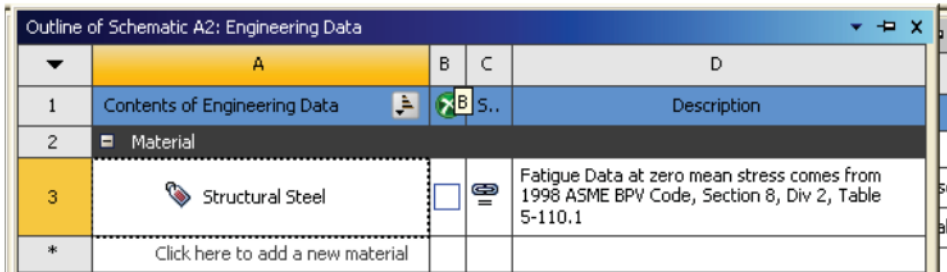 Outline of Schematic A2: Engineering Data
A B C D
1 Contents of Engineering Data B S.. Description
2 Material
3 Structural Steel
Fatigue Data at zero mean stress comes from
1998 ASME BPV Code, Section 8, Div 2, Table
5-110.1
* Click here to add a new material